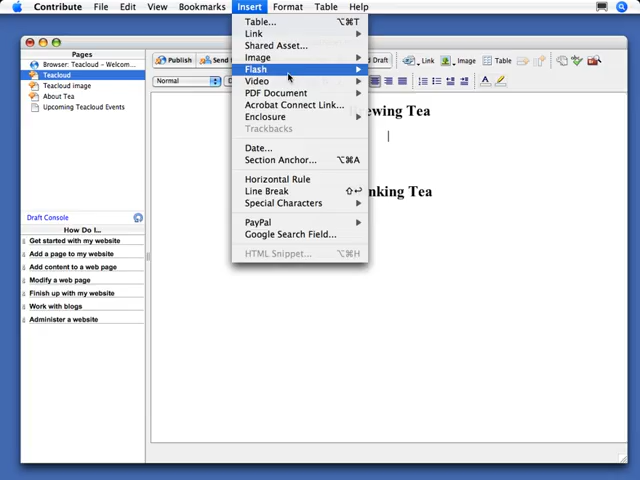 Contribute File Edit View Bookmarks Insert Format Table Help
Table... ⌥⌘T
Link
Shared Asset...
Image
Flash
Video
PDF Document
Acrobat Connect Link...
Enclosure
Trackbacks
Date...
Section Anchor... ⌥⌘A
Horizontal Rule
Line Break ⇧↩
Special Characters
PayPal
Google Search Field...
HTML Snippet... ⌥⌘H
Pages
Browser: Teacloud – Welcom...
Teacloud
Teacloud image
About Tea
Upcoming Teacloud Events
Draft Console
How Do I...
Get started with my website
Add a page to my website
Add content to a web page
Modify a web page
Finish up with my website
Work with blogs
Administer a website
Publish Draft Link Image Table
Normal
Tea
Tea